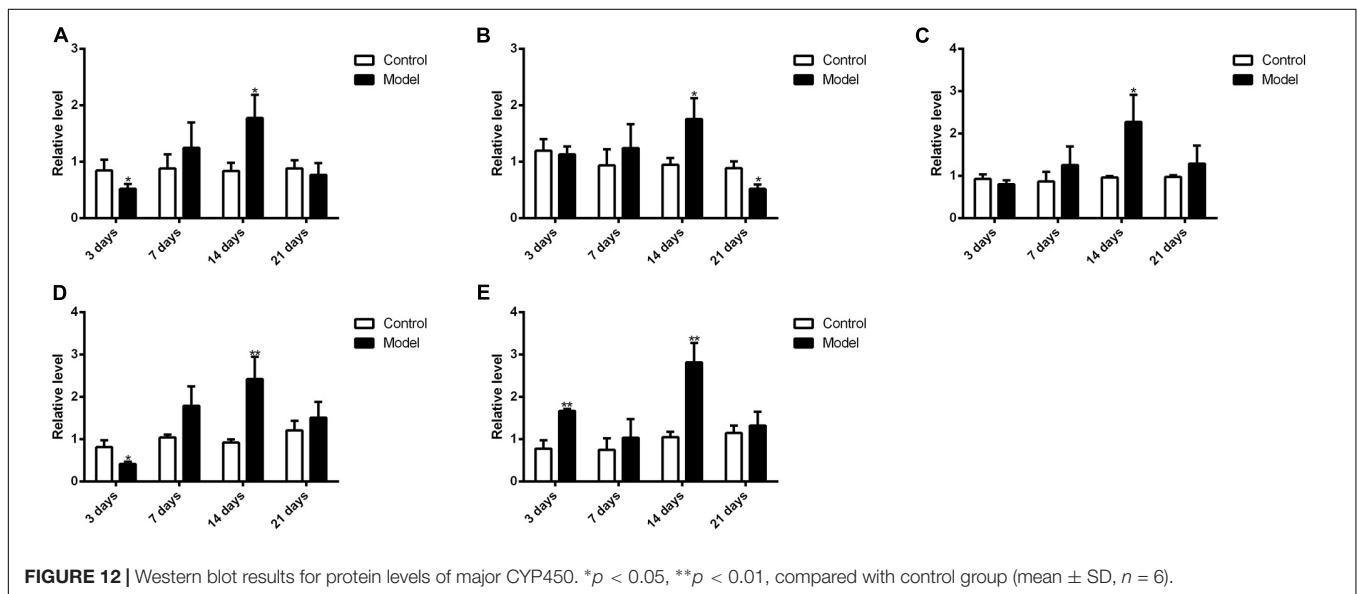 A
3
2
1
0
Relative level
Control
Model
*
*
3 days
7 days
14 days
21 days
B
3
2
1
0
Relative level
Control
Model
*
*
3 days
7 days
14 days
21 days
C
4
3
2
1
0
Relative level
Control
Model
*
3 days
7 days
14 days
21 days
D
4
3
2
1
0
Relative level
Control
Model
*
**
3 days
7 days
14 days
21 days
E
4
3
2
1
0
Relative level
Control
Model
**
**
3 days
7 days
14 days
21 days
FIGURE 12 | Western blot results for protein levels of major CYP450. *p < 0.05, **p < 0.01, compared with control group (mean ± SD, n = 6).